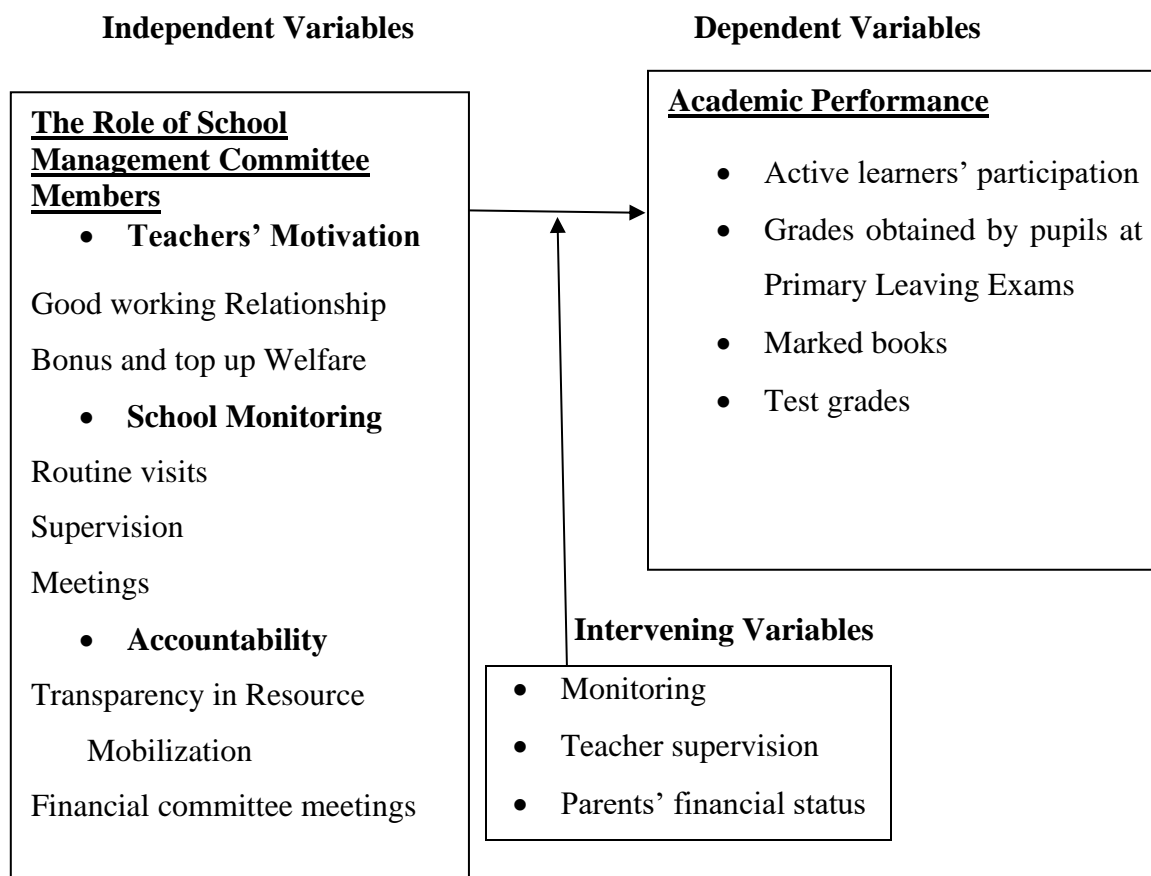 Independent Variables
Dependent Variables
The Role of School
Management Committee
Members
• Teachers’ Motivation
Good working Relationship
Bonus and top up Welfare
• School Monitoring
Routine visits
Supervision
Meetings
• Accountability
Transparency in Resource
Mobilization
Financial committee meetings
Academic Performance
• Active learners’ participation
• Grades obtained by pupils at
Primary Leaving Exams
• Marked books
• Test grades
Intervening Variables
• Monitoring
• Teacher supervision
• Parents’ financial status